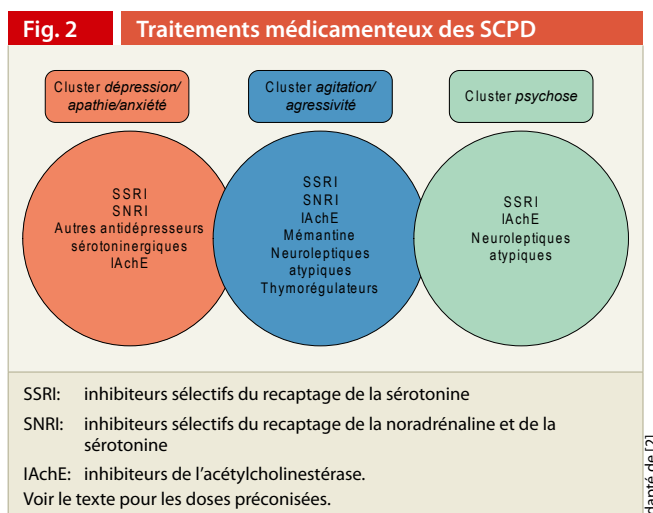 Fig. 2
Traitements médicamenteux des SCPD
Cluster dépression/
apathie/anxiété
Cluster agitation/
agressivité
Cluster psychose
SSRI
SNRI
Autres antidépresseurs
sérotoninergiques
IAchE
SSRI
SNRI
IAchE
Mémantine
Neuroleptiques
atypiques
Thymorégulateurs
SSRI
IAchE
Neuroleptiques
atypiques
SSRI: inhibiteurs sélectifs du recaptage de la sérotonine
SNRI: inhibiteurs sélectifs du recaptage de la noradrénaline et de la
sérotonine
IAchE: inhibiteurs de l’acétylcholinestérase.
Voir le texte pour les doses préconisées.
de [2]